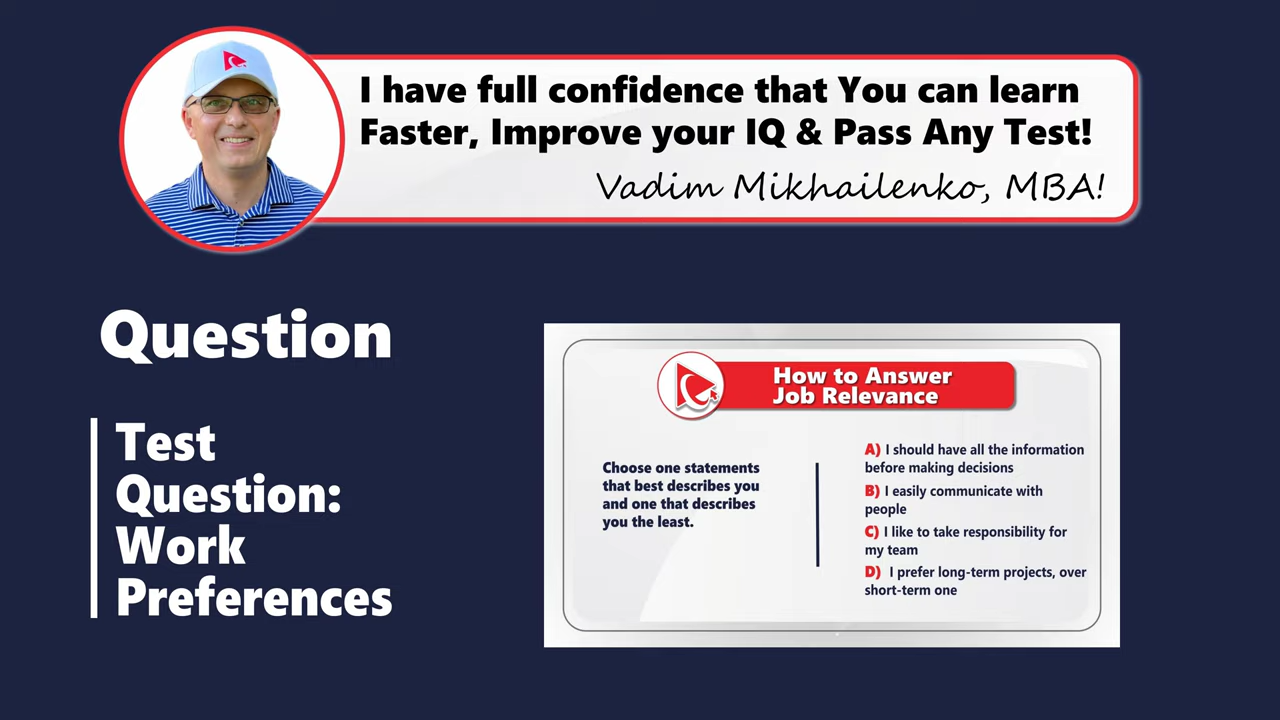 I have full confidence that You can learn
Faster, Improve your IQ & Pass Any Test!
Vadim Mikhailenko, MBA!
Question
Test
Question:
Work
Preferences
How to Answer
Job Relevance
Choose one statements
that best describes you
and one that describes
you the least.
A) I should have all the information
before making decisions
B) I easily communicate with
people
C) I like to take responsibility for
my team
D) I prefer long-term projects, over
short-term one